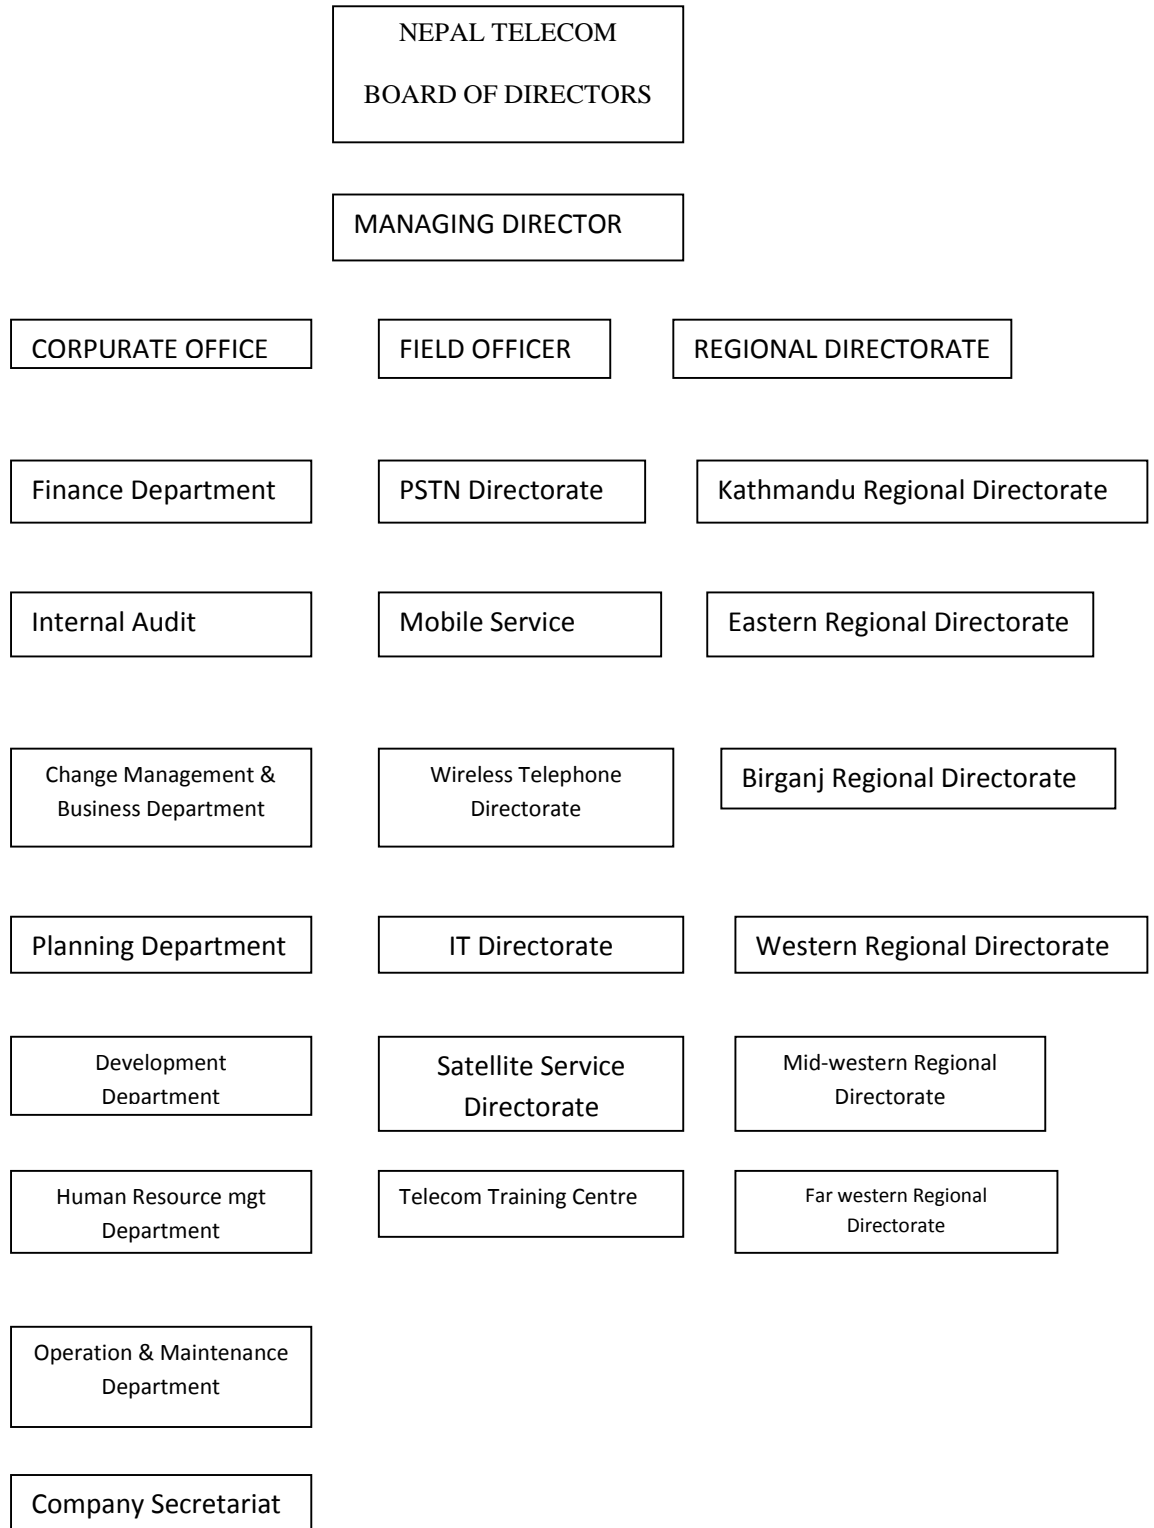 NEPAL TELECOM
BOARD OF DIRECTORS
MANAGING DIRECTOR
CORPURATE OFFICE
FIELD OFFICER
REGIONAL DIRECTORATE
Finance Department
PSTN Directorate
Kathmandu Regional Directorate
Internal Audit
Mobile Service
Eastern Regional Directorate
Change Management &
Business Department
Wireless Telephone
Directorate
Birganj Regional Directorate
Planning Department
IT Directorate
Western Regional Directorate
Development
Department
Satellite Service
Directorate
Mid-western Regional
Directorate
Human Resource mgt
Department
Telecom Training Centre
Far western Regional
Directorate
Operation & Maintenance
Department
Company Secretariat